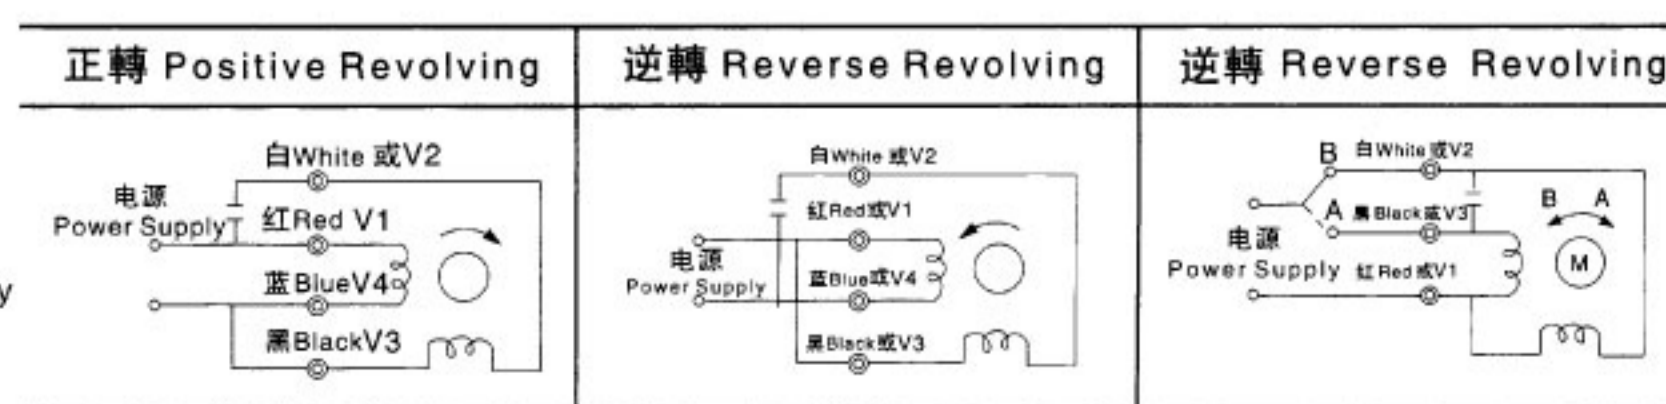 正轉 Positive Revolving
逆轉 Reverse Revolving
逆轉 Reverse Revolving
白White 或V2
电源
Power Supply
红Red V1
蓝BlueV4
黑BlackV3
y
白White 或V2
红Red或V1
电源
Power Supply
蓝Blue或V4
黑Black或V3
B
白White或V2
A
黑Black或V3
B A
电源
Power Supply
红Red或V1
M